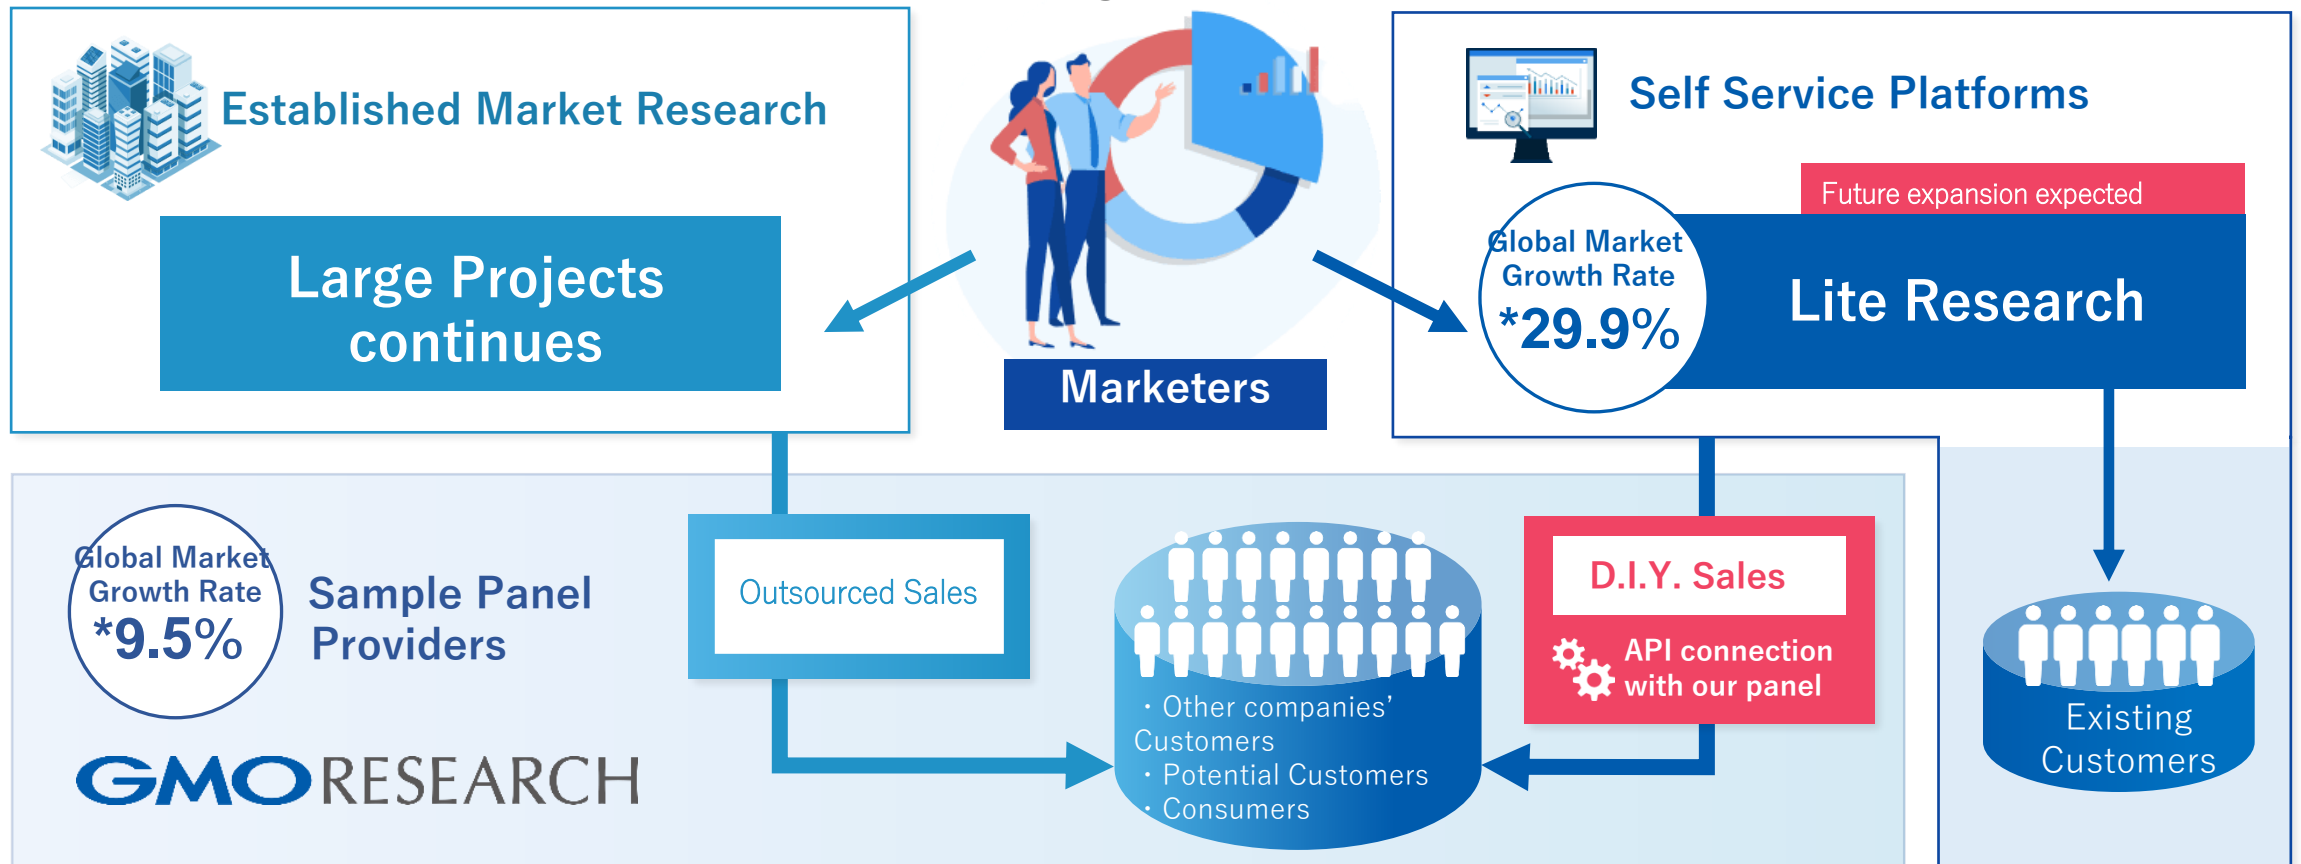 Established Market Research
Large Projects
continues
Marketers
Self Service Platforms
Future expansion expected
Global Market
Growth Rate
*29.9%
Lite Research
Global Market
Growth Rate
*9.5%
Sample Panel
Providers
GMO RESEARCH
Outsourced Sales
・Other companies’
Customers
・Potential Customers
・Consumers
D.I.Y. Sales
API connection
with our panel
Existing
Customers